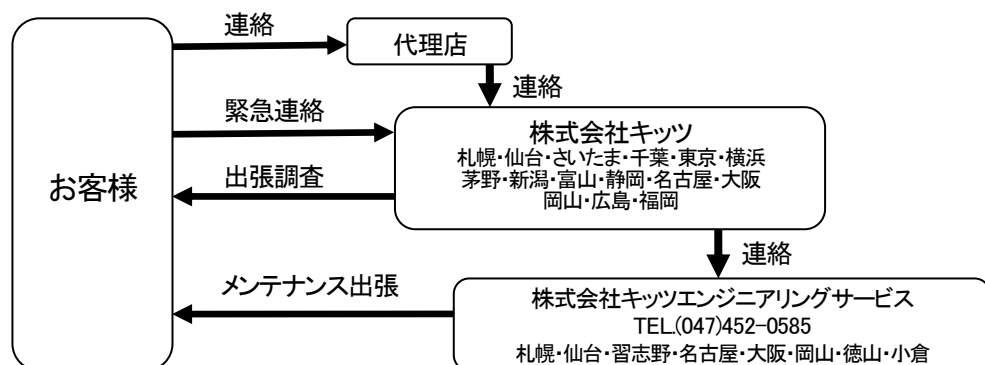 連絡
代理店
連絡
緊急連絡
株式会社キッツ
札幌・仙台・さいたま・千葉・東京・横浜
茅野・新潟・富山・静岡・名古屋・大阪
岡山・広島・福岡
お客様
出張調査
連絡
メンテナンス出張
株式会社キッツエンジニアリングサービス
TEL.(047)452-0585
札幌・仙台・習志野・名古屋・大阪・岡山・徳山・小倉